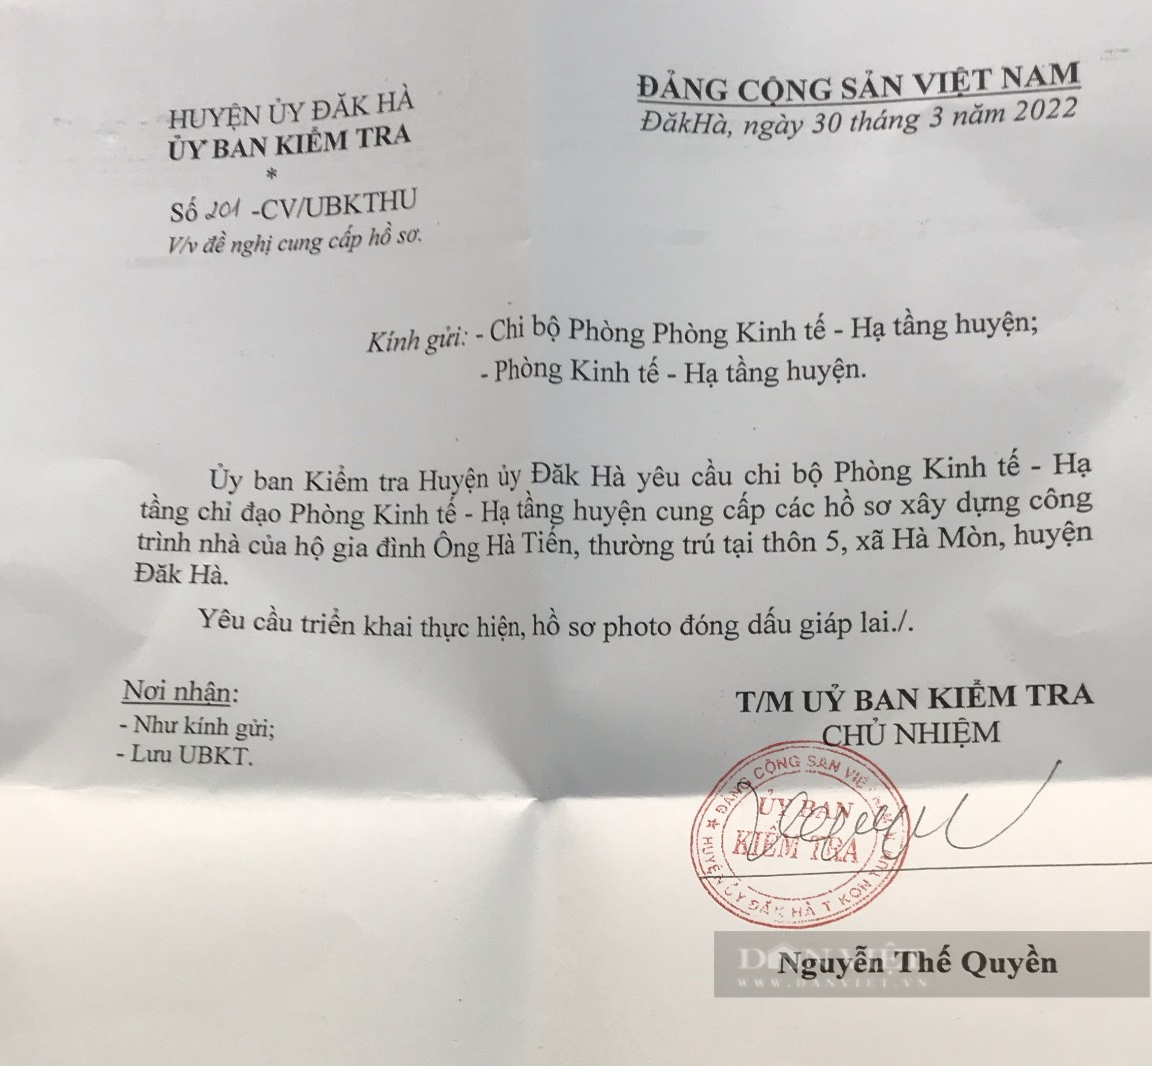 HUYỆN ỦY ĐĂK HÀ
ỦY BAN KIỂM TRA
*
Số 201 -CV/UBKTHU
V/v đề nghị cung cấp hồ sơ.
ĐẢNG CỘNG SẢN VIỆT NAM
ĐăkHà, ngày 30 tháng 3 năm 2022
Kính gửi: - Chi bộ Phòng Phòng Kinh tế - Hạ tầng huyện;
- Phòng Kinh tế - Hạ tầng huyện.
Ủy ban Kiểm tra Huyện ủy Đăk Hà yêu cầu chi bộ Phòng Kinh tế - Hạ
tầng chỉ đạo Phòng Kinh tế - Hạ tầng huyện cung cấp các hồ sơ xây dựng công
trình nhà của hộ gia đình Ông Hà Tiến, thường trú tại thôn 5, xã Hà Mòn, huyện
Đăk Hà.
Yêu cầu triển khai thực hiện, hồ sơ photo đóng dấu giáp lai./.
Nơi nhận:
- Như kính gửi;
- Lưu UBKT.
T/M UỶ BAN KIỂM TRA
CHỦ NHIỆM
ĐẢNG CỘNG SẢN VIỆT NAM
ỦY BAN
KIỂM TRA
HUYỆN ỦY ĐĂK HÀ T KON TUM
DÂN VIỆT
WWW.DANVIET.VN
Nguyễn Thế Quyền